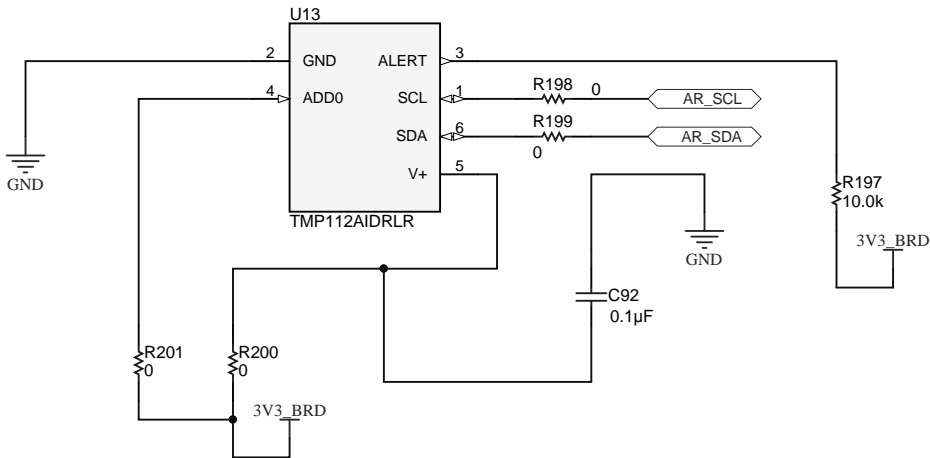 U13
2 GND ALERT 3
4 ADD0 SCL 1 R198 0 AR_SCL
SDA 6 R199 0 AR_SDA
V+ 5
TMP112AIDRLR
GND
R197
10.0k
3V3_BRD
GND
C92
0.1µF
R201
0
R200
0
3V3_BRD